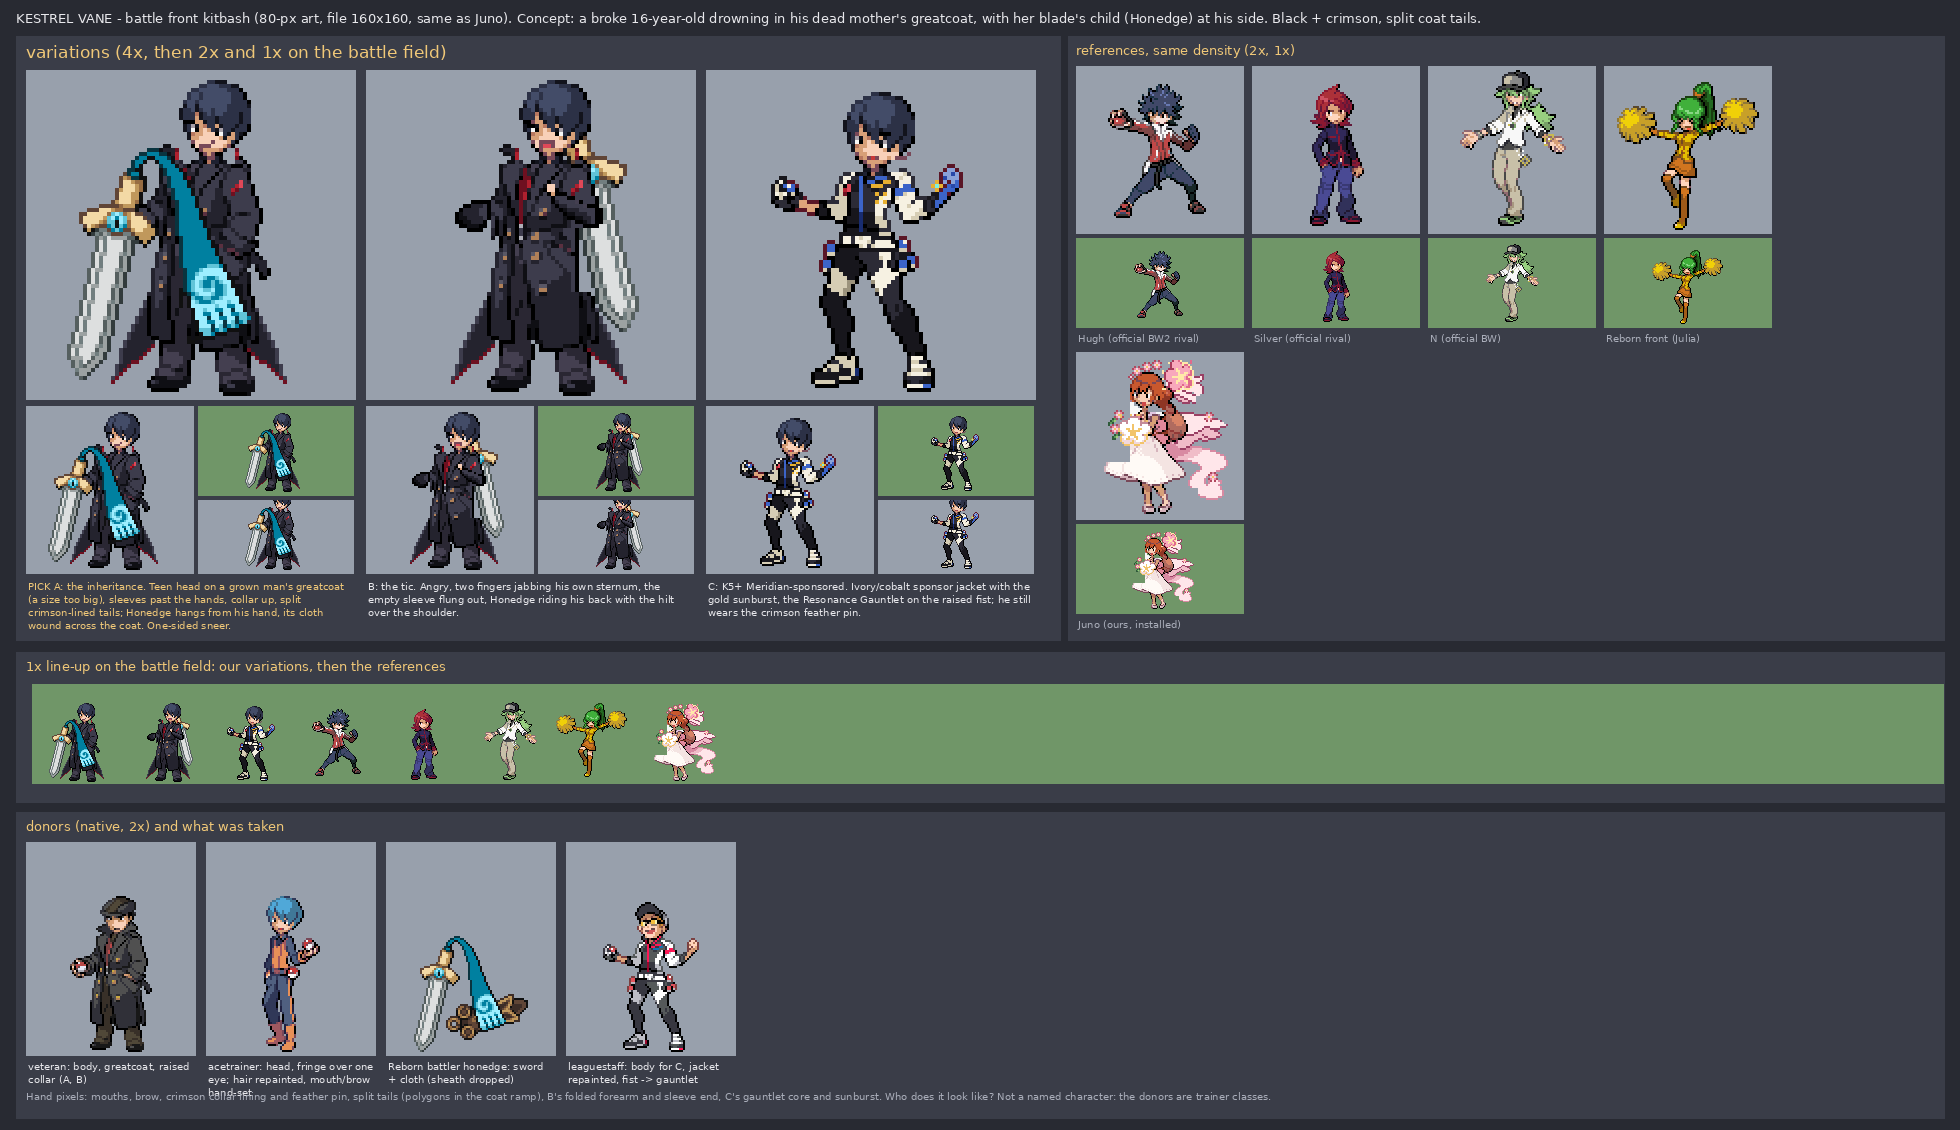 KESTREL VANE - battle front kitbash (80-px art, file 160x160, same as Juno). Concept: a broke 16-year-old drowning in his dead mother's greatcoat, with her blade's child (Honedge) at his side. Black + crimson, split coat tails.
variations (4x, then 2x and 1x on the battle field)
PICK A: the inheritance. Teen head on a grown man's greatcoat
(a size too big), sleeves past the hands, collar up, split
crimson-lined tails; Honedge hangs from his hand, its cloth
wound across the coat. One-sided sneer.
B: the tic. Angry, two fingers jabbing his own sternum, the
empty sleeve flung out, Honedge riding his back with the hilt
over the shoulder.
C: K5+ Meridian-sponsored. Ivory/cobalt sponsor jacket with the
gold sunburst, the Resonance Gauntlet on the raised fist; he still
wears the crimson feather pin.
references, same density (2x, 1x)
Hugh (official BW2 rival)
Silver (official rival)
N (official BW)
Reborn front (Julia)
Juno (ours, installed)
1x line-up on the battle field: our variations, then the references
donors (native, 2x) and what was taken
veteran: body, greatcoat, raised
collar (A, B)
acetrainer: head, fringe over one
eye; hair repainted, mouth/brow
hand-set
Reborn battler honedge: sword
+ cloth (sheath dropped)
leaguestaff: body for C, jacket
repainted, fist -> gauntlet
Hand pixels: mouths, brow, crimson collar lining and feather pin, split tails (polygons in the coat ramp), B's folded forearm and sleeve end, C's gauntlet core and sunburst. Who does it look like? Not a named character: the donors are trainer classes.